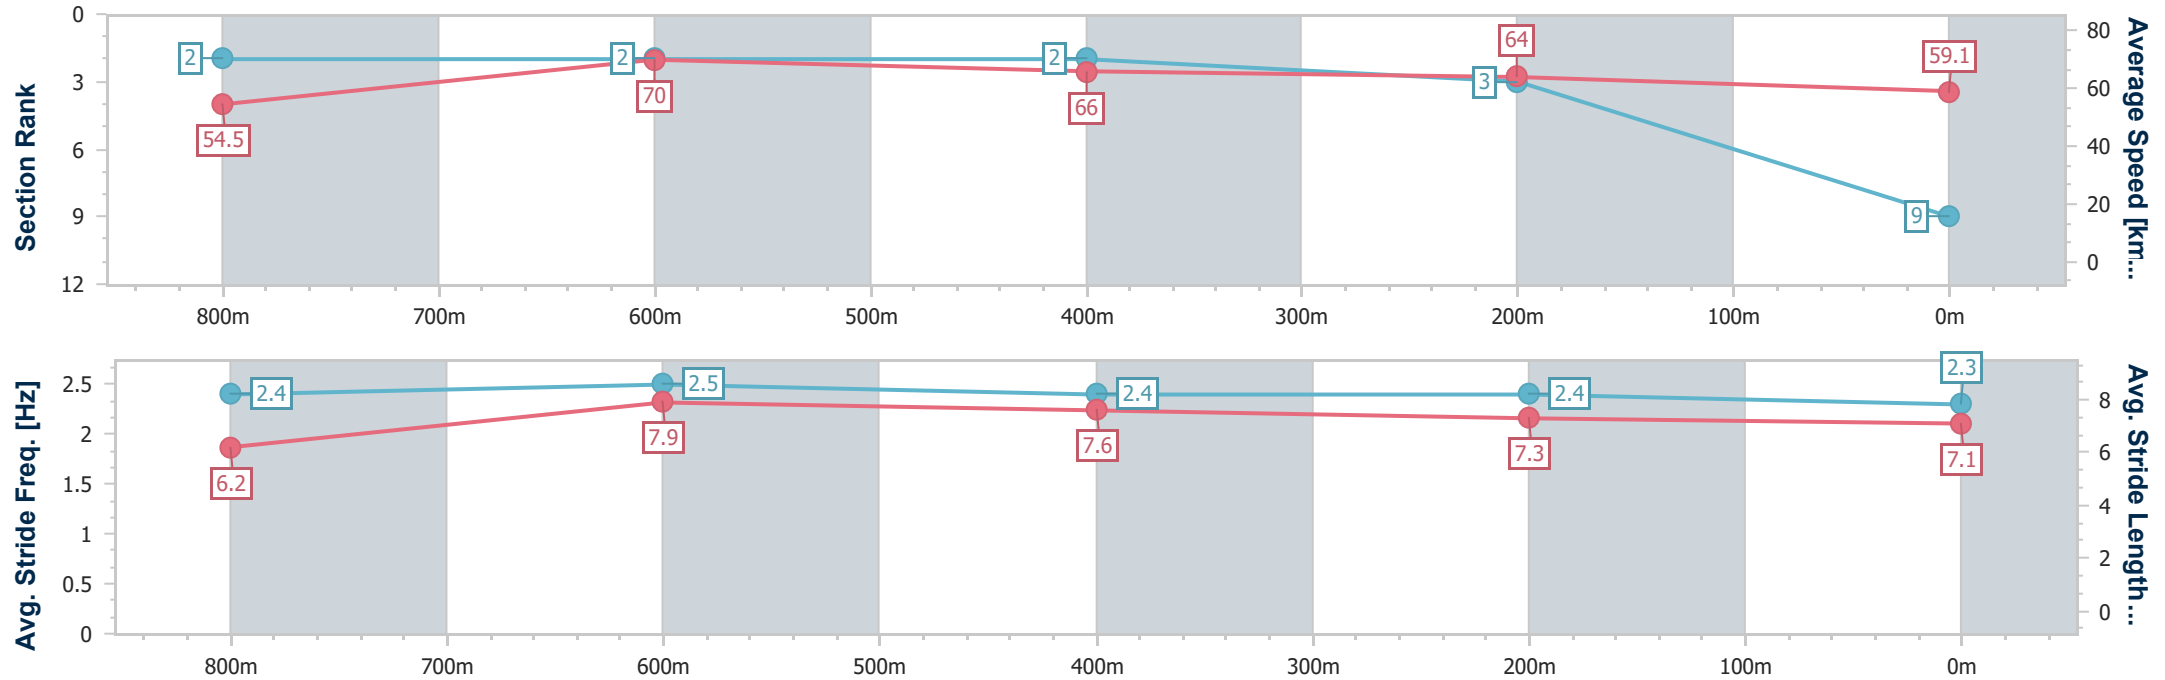 Section Rank
0
3
6
9
12
2
2
2
3
9
54.5
70
66
64
59.1
80
60
40
20
0
Average Speed [km...
800m
700m
600m
500m
400m
300m
200m
100m
0m
Avg. Stride Freq. [Hz]
2.5
2
1.5
1
0.5
0
2.4
2.5
2.4
2.4
2.3
6.2
7.9
7.6
7.3
7.1
8
6
4
2
0
Avg. Stride Length...
800m
700m
600m
500m
400m
300m
200m
100m
0m